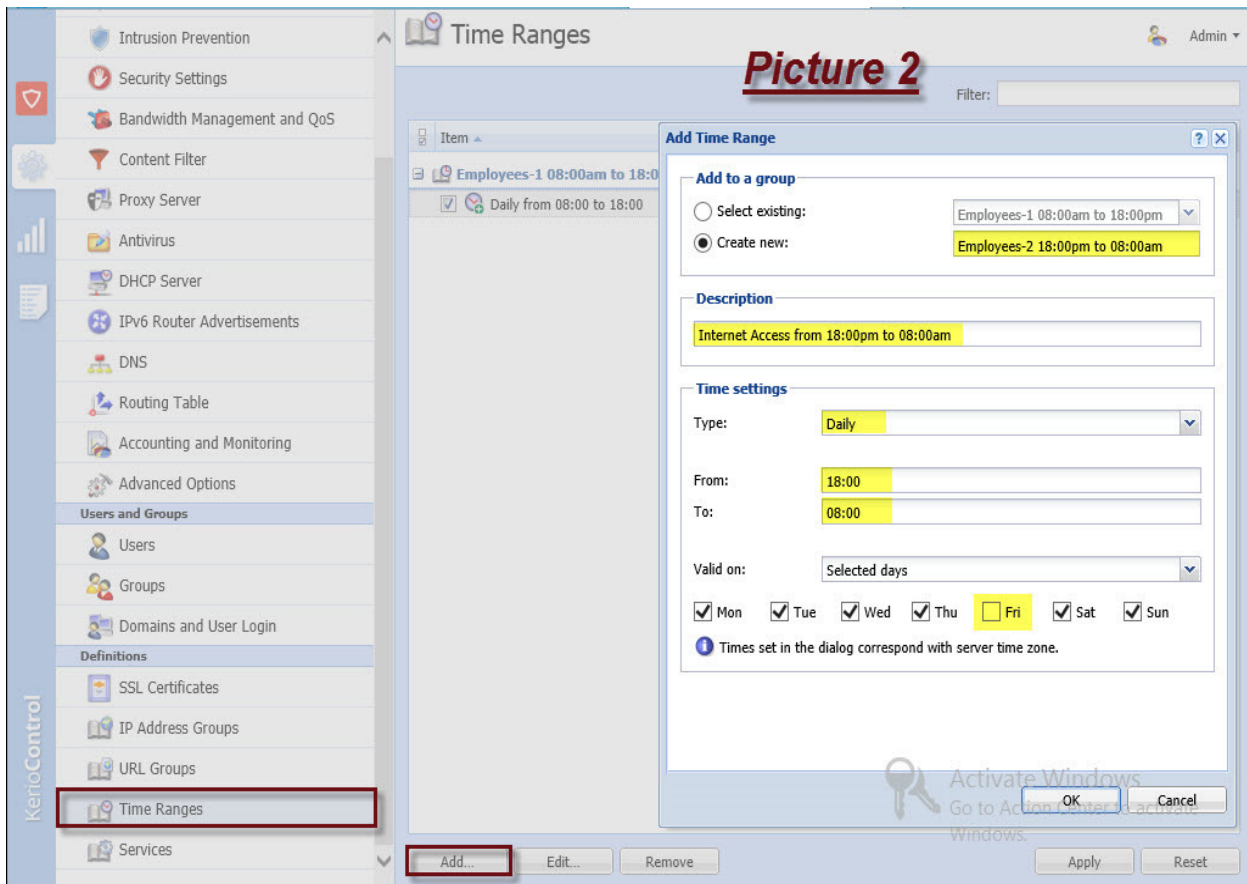 Intrusion Prevention
Security Settings
Bandwidth Management and QoS
Content Filter
Proxy Server
Antivirus
DHCP Server
IPv6 Router Advertisements
DNS
Routing Table
Accounting and Monitoring
Advanced Options
Users and Groups
Users
Groups
Domains and User Login
Definitions
SSL Certificates
IP Address Groups
URL Groups
Time Ranges
Services
KerioControl
Time Ranges
Admin
Picture 2
Filter:
Item
Employees-1 08:00am to 18:0
Daily from 08:00 to 18:00
Add Time Range
Add to a group
Select existing: Employees-1 08:00am to 18:00pm
Create new: Employees-2 18:00pm to 08:00am
Description
Internet Access from 18:00pm to 08:00am
Time settings
Type: Daily
From: 18:00
To: 08:00
Valid on: Selected days
Mon Tue Wed Thu Fri Sat Sun
Times set in the dialog correspond with server time zone.
Activate Windows
Go to Action Center to activate
Windows.
OK Cancel
Add... Edit... Remove Apply Reset